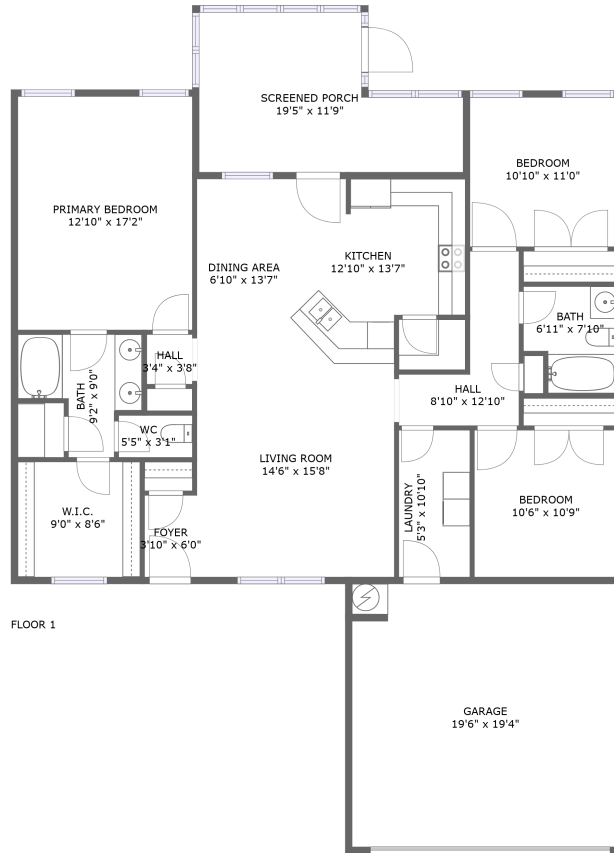 SCREENED PORCH
19'5" x 11'9"
BEDROOM
10'10" x 11'0"
PRIMARY BEDROOM
12'10" x 17'2"
KITCHEN
12'10" x 13'7"
DINING AREA
6'10" x 13'7"
BATH
6'11" x 7'10"
HALL
3'4" x 3'8"
BATH
9'2" x 9'0"
HALL
8'10" x 12'10"
WC
5'5" x 3'1"
LIVING ROOM
14'6" x 15'8"
W.I.C.
9'0" x 8'6"
FOYER
3'10" x 6'0"
LAUNDRY
5'3" x 10'10"
BEDROOM
10'6" x 10'9"
FLOOR 1
GARAGE
19'6" x 19'4"